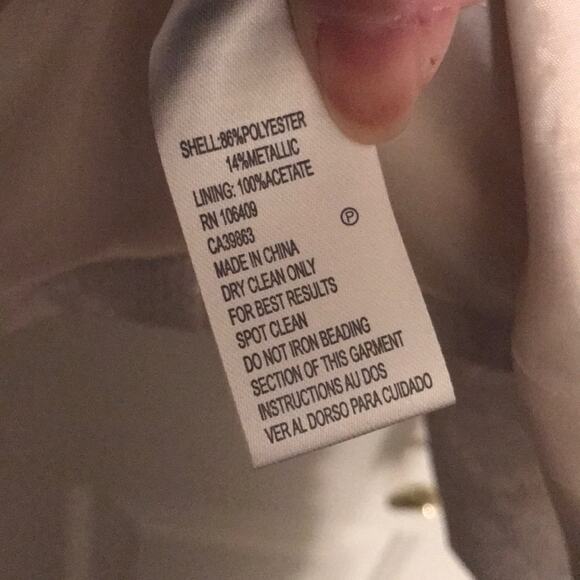 SHELL:86%POLYESTER
14%METALLIC
LINING: 100%ACETATE
RN 106409
CA39863
P
MADE IN CHINA
DRY CLEAN ONLY
FOR BEST RESULTS
SPOT CLEAN
DO NOT IRON BEADING
SECTION OF THIS GARMENT
INSTRUCTIONS AU DOS
VER AL DORSO PARA CUIDADO